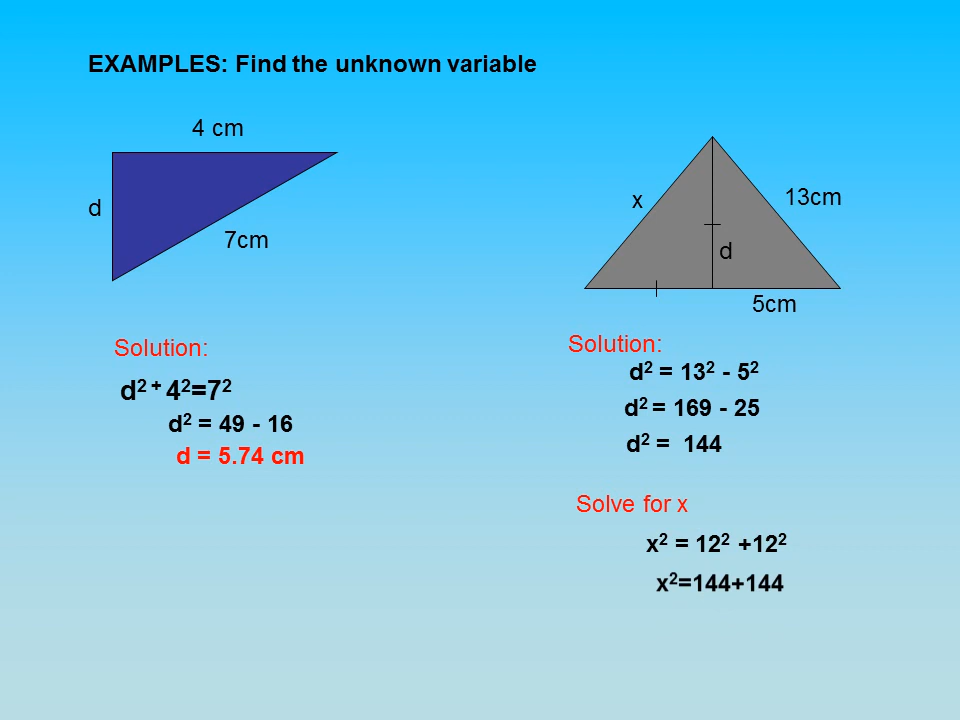 EXAMPLES: Find the unknown variable
4 cm
d
7cm
Solution:
d² + 4²=7²
d² = 49 - 16
d = 5.74 cm
x
13cm
d
5cm
Solution:
d² = 13² - 5²
d² = 169 - 25
d² = 144
Solve for x
x² = 12² +12²
x²=144+144